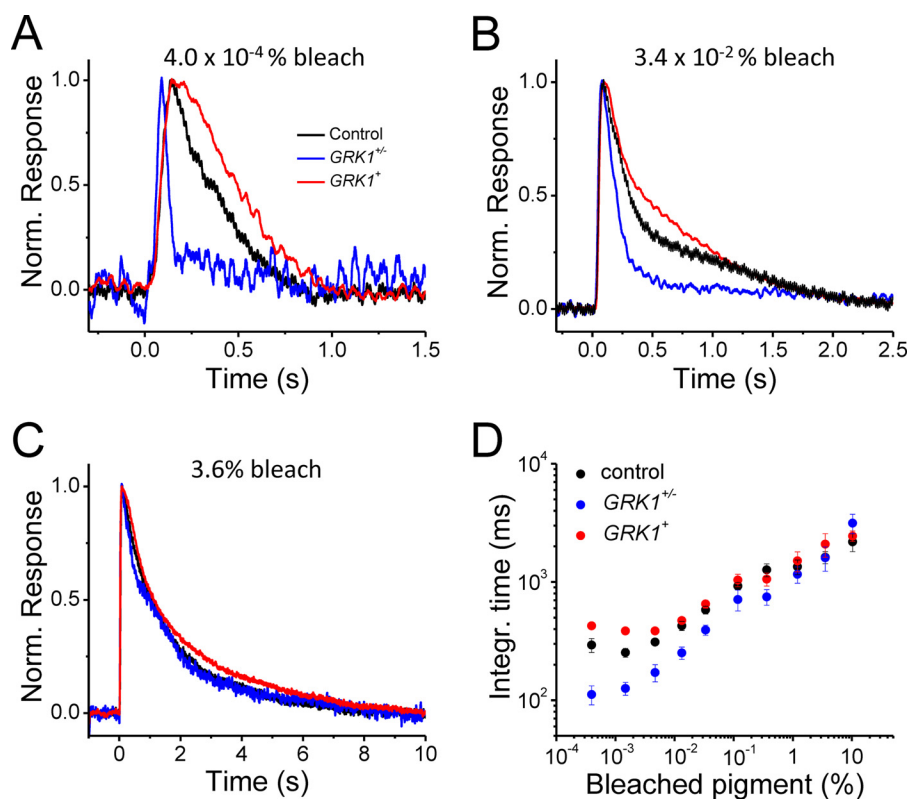 A
4.0 x 10⁻⁴ % bleach
Norm. Response
1.0
0.5
0.0
Control
GRK1⁺/⁻
GRK1⁺
0.0 0.5 1.0 1.5
Time (s)
B
3.4 x 10⁻² % bleach
Norm. Response
1.0
0.5
0.0
0.0 0.5 1.0 1.5 2.0 2.5
Time (s)
C
3.6% bleach
Norm. Response
1.0
0.5
0.0
0 2 4 6 8 10
Time (s)
D
Integr. time (ms)
10⁴
10³
10²
control
GRK1⁺/⁻
GRK1⁺
10⁻⁴ 10⁻³ 10⁻² 10⁻¹ 1 10
Bleached pigment (%)